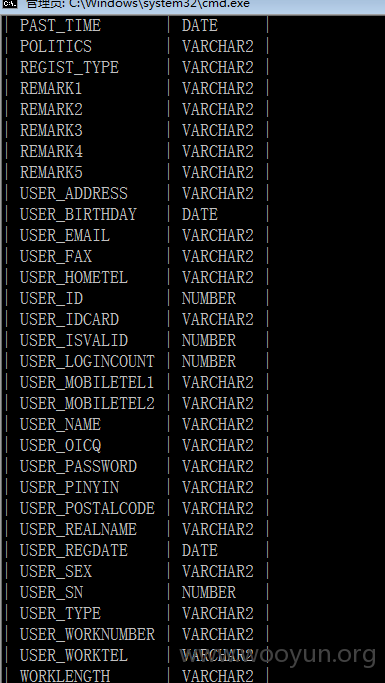 管理员: C:\Windows\system32\cmd.exe
| PAST_TIME | DATE |
| POLITICS | VARCHAR2 |
| REGIST_TYPE | VARCHAR2 |
| REMARK1 | VARCHAR2 |
| REMARK2 | VARCHAR2 |
| REMARK3 | VARCHAR2 |
| REMARK4 | VARCHAR2 |
| REMARK5 | VARCHAR2 |
| USER_ADDRESS | VARCHAR2 |
| USER_BIRTHDAY | DATE |
| USER_EMAIL | VARCHAR2 |
| USER_FAX | VARCHAR2 |
| USER_HOMETEL | VARCHAR2 |
| USER_ID | NUMBER |
| USER_IDCARD | VARCHAR2 |
| USER_ISVALID | NUMBER |
| USER_LOGINCOUNT | NUMBER |
| USER_MOBILETEL1 | VARCHAR2 |
| USER_MOBILETEL2 | VARCHAR2 |
| USER_NAME | VARCHAR2 |
| USER_OICQ | VARCHAR2 |
| USER_PASSWORD | VARCHAR2 |
| USER_PINYIN | VARCHAR2 |
| USER_POSTALCODE | VARCHAR2 |
| USER_REALNAME | VARCHAR2 |
| USER_REGDATE | DATE |
| USER_SEX | VARCHAR2 |
| USER_SN | NUMBER |
| USER_TYPE | VARCHAR2 |
| USER_WORKNUMBER | VARCHAR2 |
| USER_WORKTEL | VARCHAR2 |
www.wooyun.org
| WORKLENGTH | VARCHAR2 |